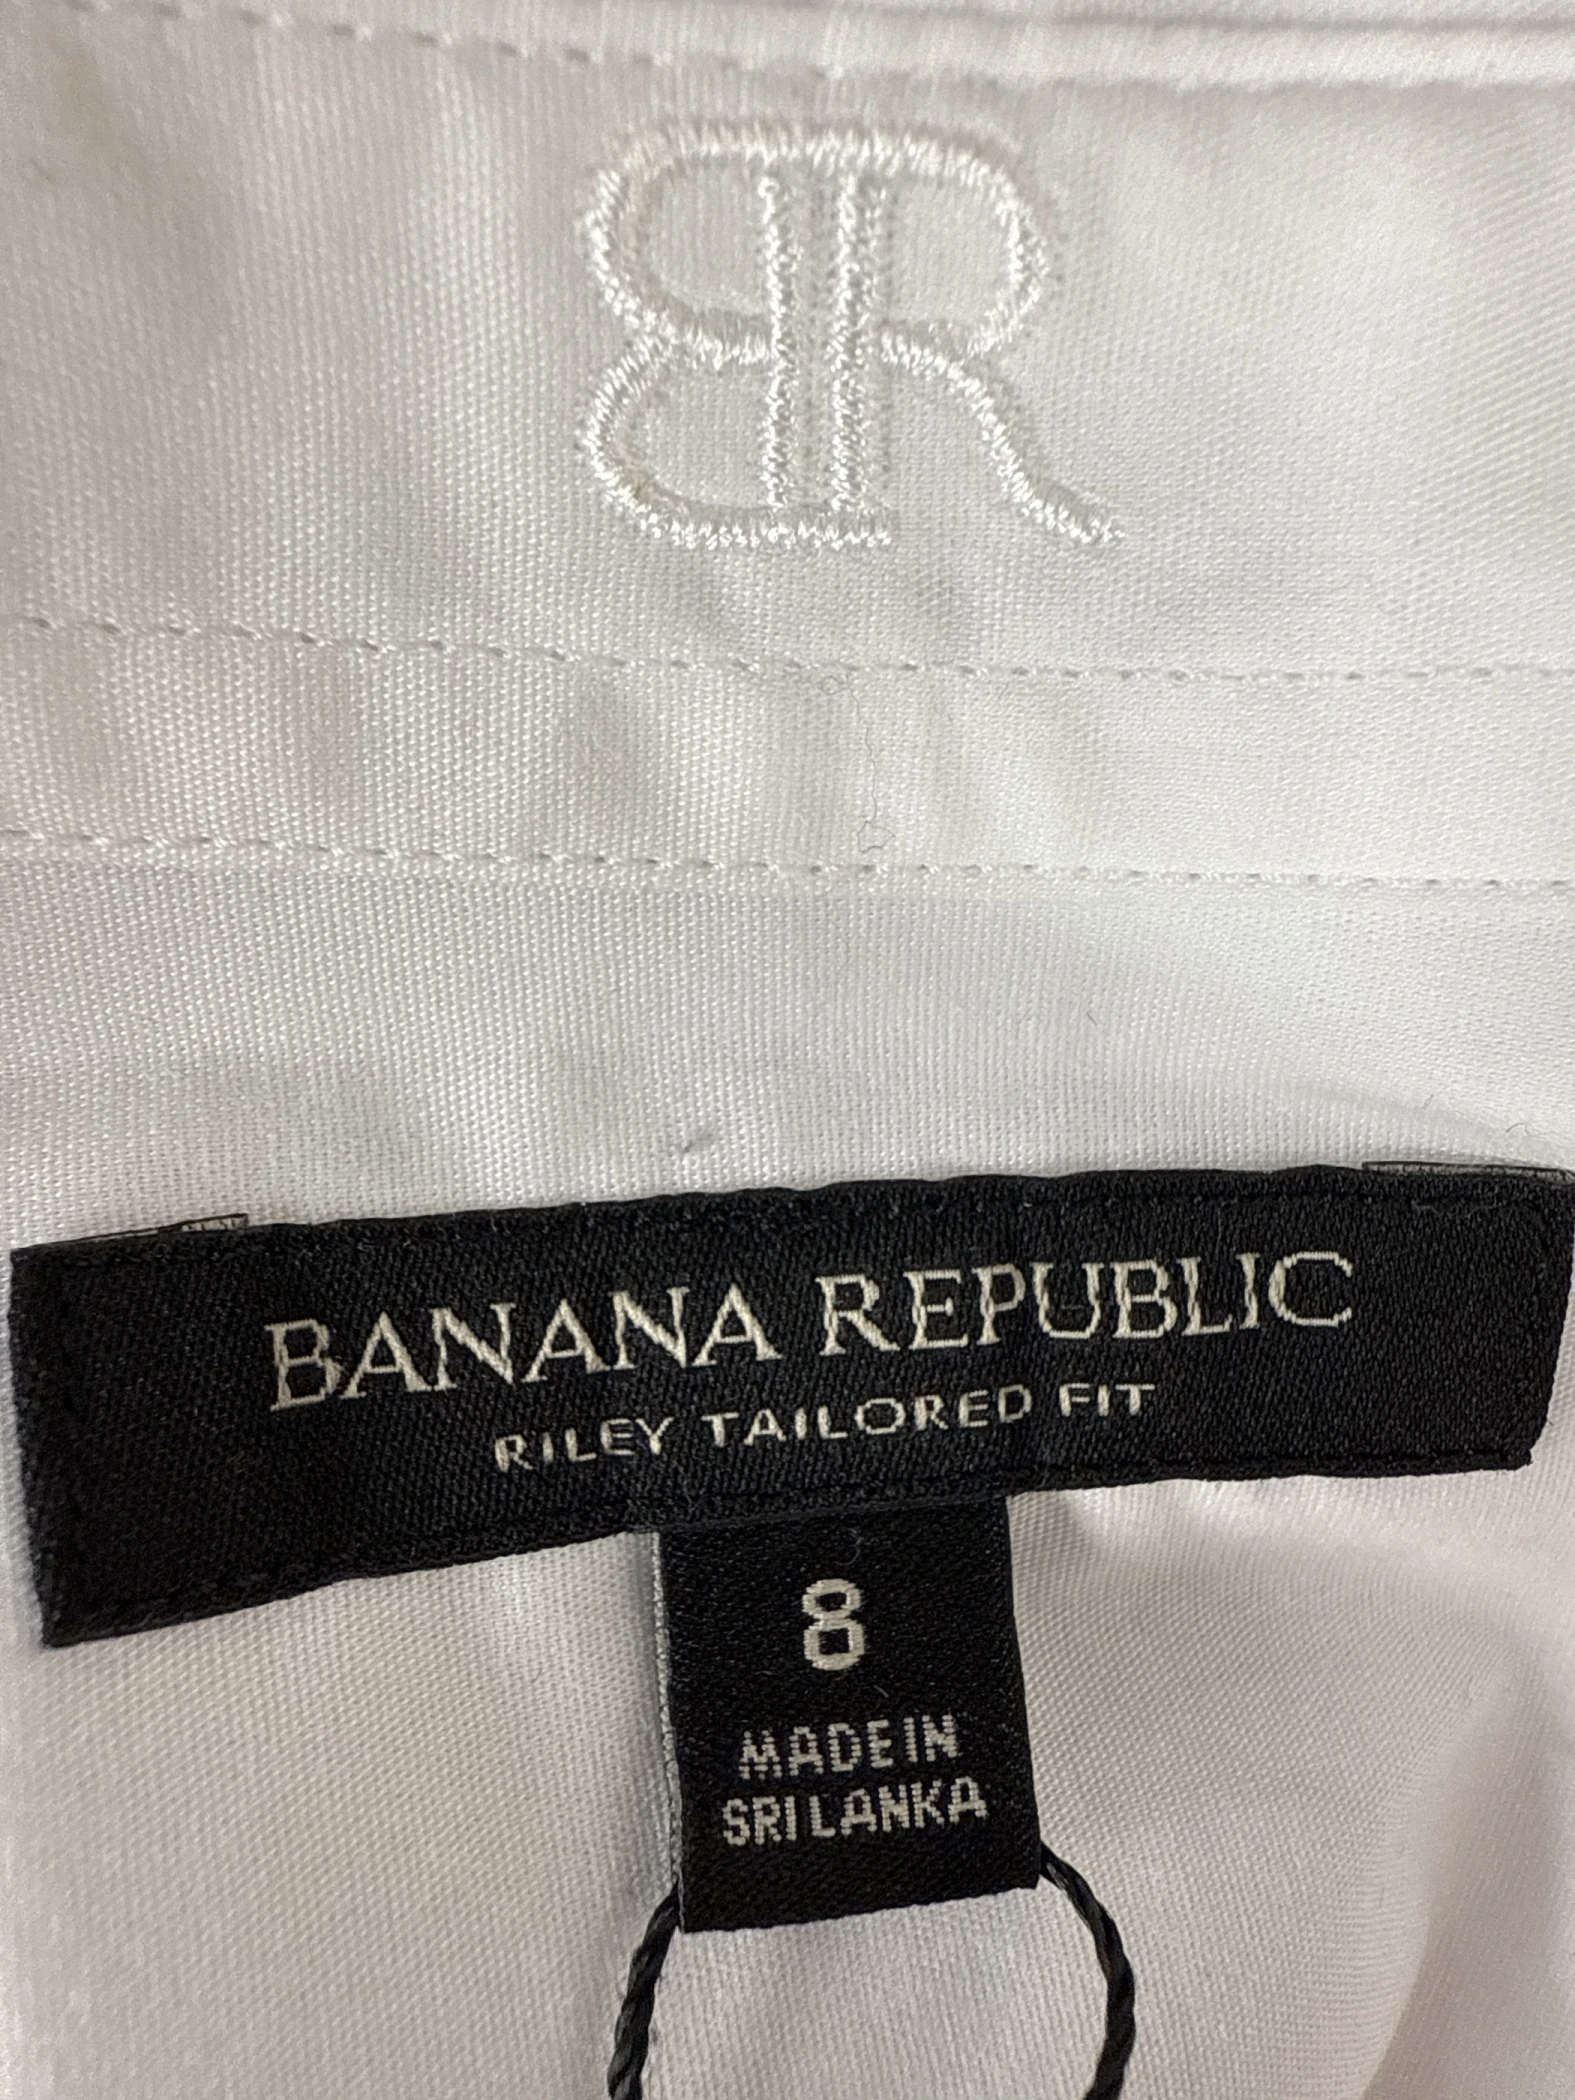 BR
BANANA REPUBLIC
RILEY TAILORED FIT
8
MADE IN
SRI LANKA